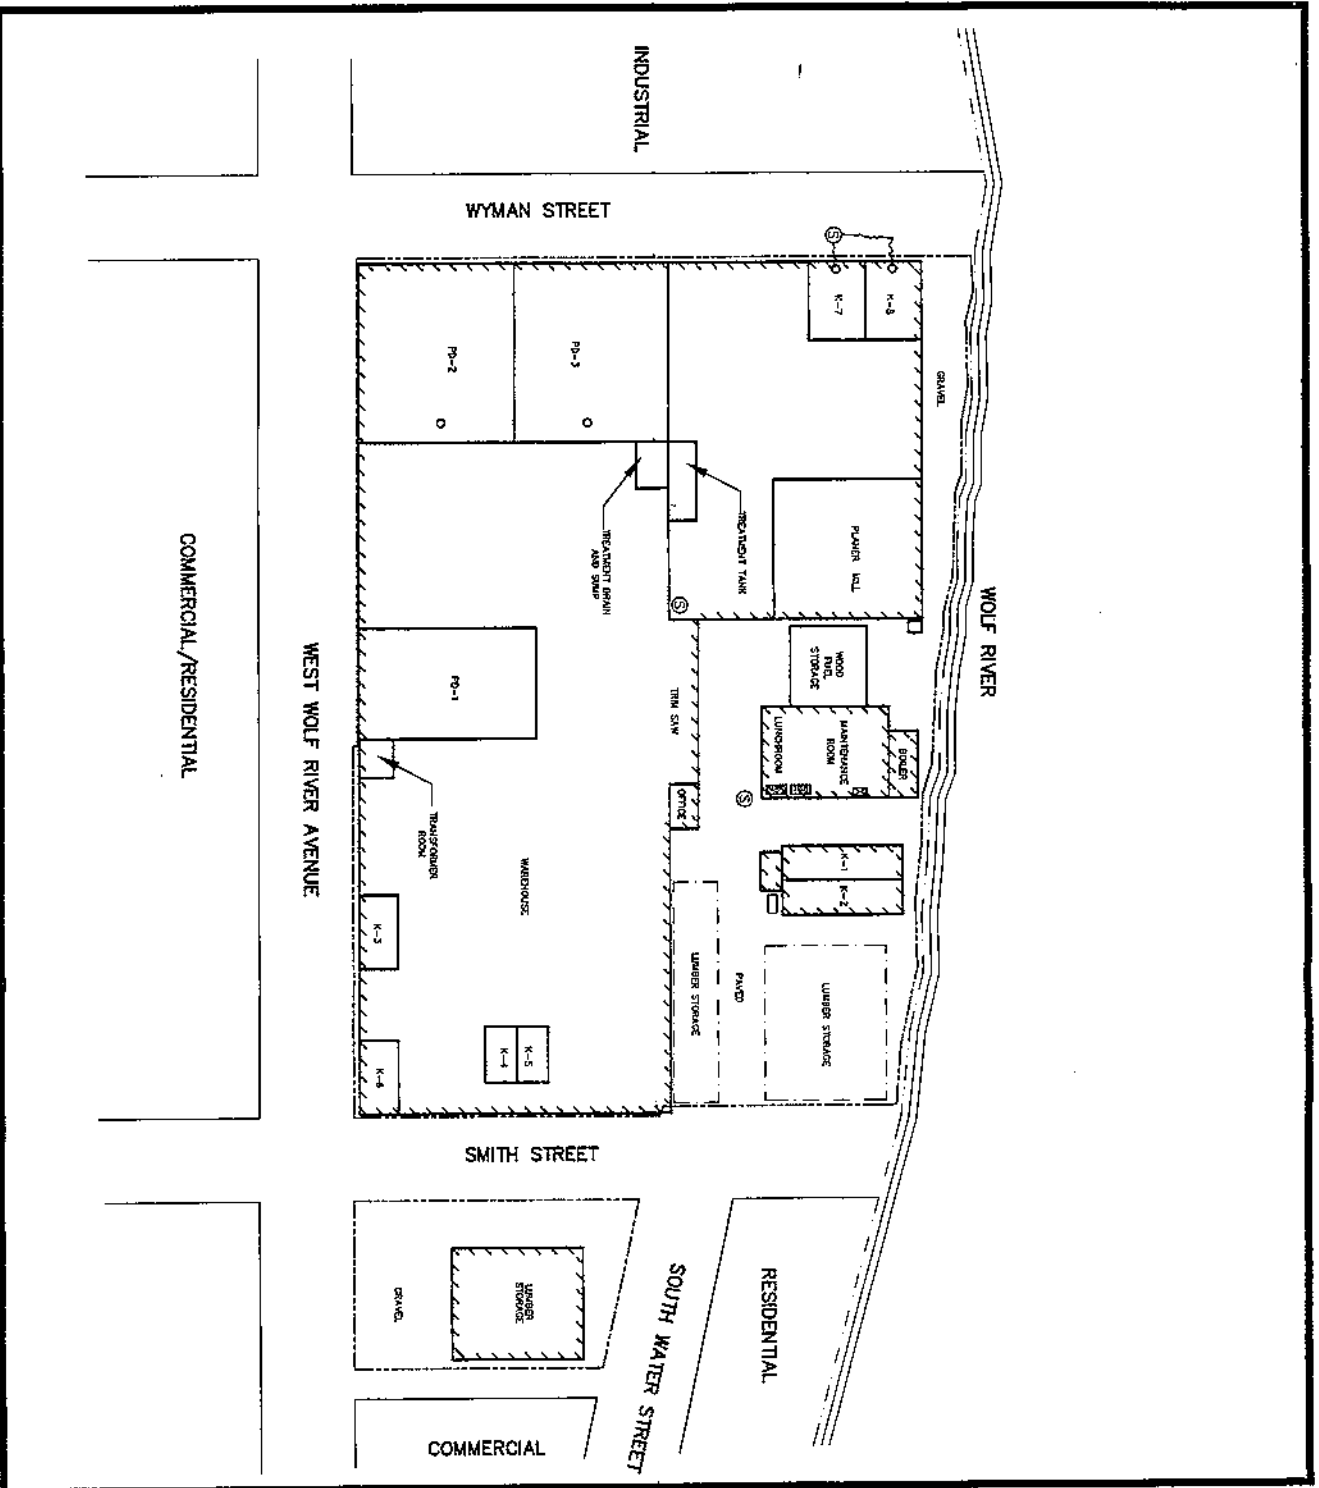 INDUSTRIAL
WOLF RIVER
WYMAN STREET
S
K-7
K-8
PD-2
PD-3
GRAVEL
TREATMENT TANK
TREATMENT DRAIN
AND SUMP
PLANER MILL
S
WOOD
FUEL
STORAGE
TRIM SAW
LUNCHROOM
MAINTENANCE
ROOM
BOILER
OFFICE
S
PD-1
TRANSFORMER
ROOM
WAREHOUSE
K-1
K-2
K-3
K-4
K-5
K-6
LUMBER STORAGE
PAVED
LUMBER STORAGE
COMMERCIAL/RESIDENTIAL
WEST WOLF RIVER AVENUE
SMITH STREET
SOUTH WATER STREET
RESIDENTIAL
LUMBER
STORAGE
GRAVEL
COMMERCIAL